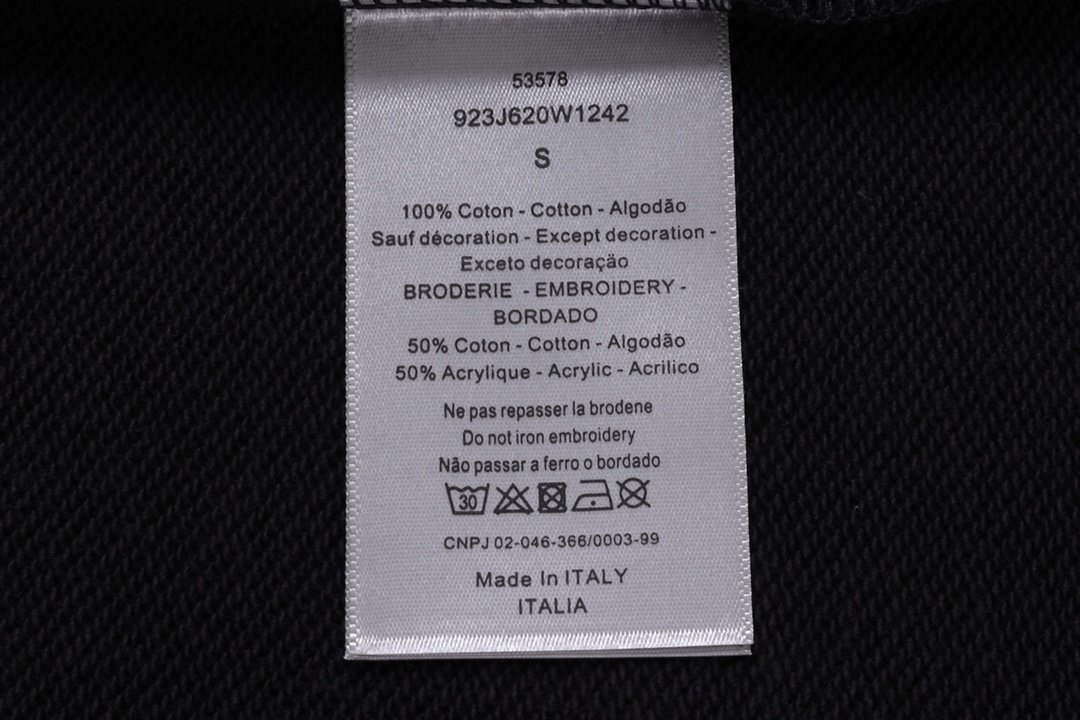 53578
923J620W1242
S
100% Coton - Cotton - Algodão
Sauf décoration - Except decoration -
Exceto decoraçäo
BRODERIE - EMBROIDERY -
BORDADO
50% Coton - Cotton - Algodão
50% Acrylique - Acrylic - Acrilico
Ne pas repasser la brodene
Do not iron embroidery
Não passar a ferro o bordado
30
CNPJ 02-046-366/0003-99
Made In ITALY
ITALIA